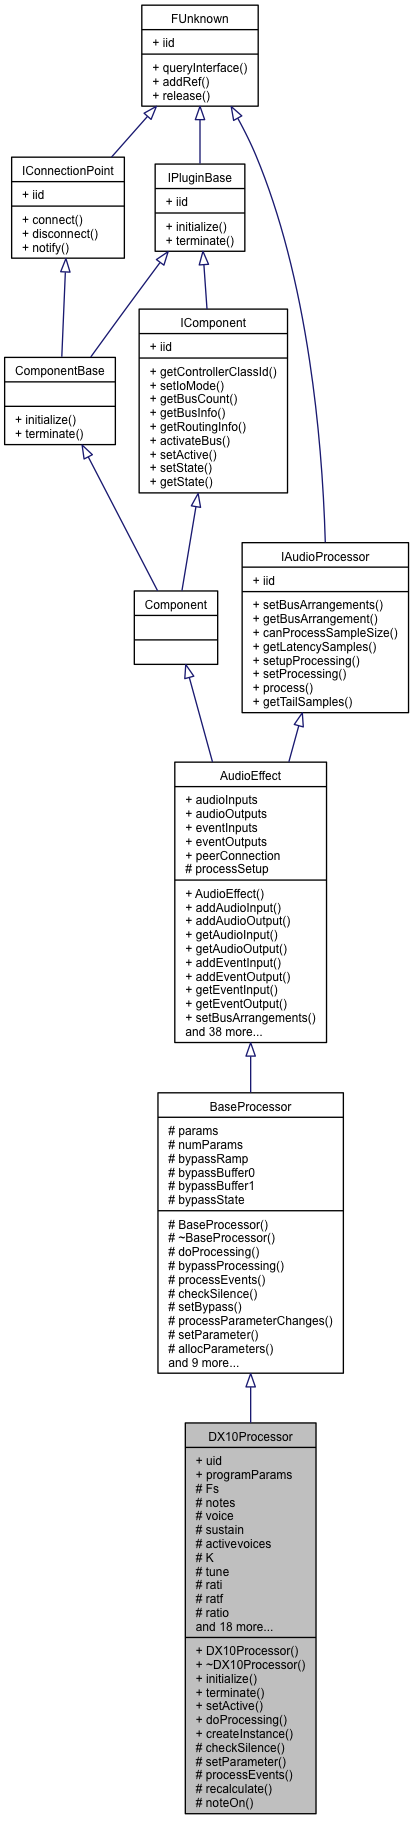 FUnknown
+ iid
+ queryInterface()
+ addRef()
+ release()
IConnectionPoint
+ iid
+ connect()
+ disconnect()
+ notify()
IPluginBase
+ iid
+ initialize()
+ terminate()
IComponent
+ iid
+ getControllerClassId()
+ setIoMode()
+ getBusCount()
+ getBusInfo()
+ getRoutingInfo()
+ activateBus()
+ setActive()
+ setState()
+ getState()
ComponentBase
+ initialize()
+ terminate()
IAudioProcessor
+ iid
+ setBusArrangements()
+ getBusArrangement()
+ canProcessSampleSize()
+ getLatencySamples()
+ setupProcessing()
+ setProcessing()
+ process()
+ getTailSamples()
Component
AudioEffect
+ audioInputs
+ audioOutputs
+ eventInputs
+ eventOutputs
+ peerConnection
# processSetup
+ AudioEffect()
+ addAudioInput()
+ addAudioOutput()
+ getAudioInput()
+ getAudioOutput()
+ addEventInput()
+ addEventOutput()
+ getEventInput()
+ getEventOutput()
+ setBusArrangements()
and 38 more...
BaseProcessor
# params
# numParams
# bypassRamp
# bypassBuffer0
# bypassBuffer1
# bypassState
# BaseProcessor()
# ~BaseProcessor()
# doProcessing()
# bypassProcessing()
# processEvents()
# checkSilence()
# setBypass()
# processParameterChanges()
# setParameter()
# allocParameters()
and 9 more...
DX10Processor
+ uid
+ programParams
# Fs
# notes
# voice
# sustain
# activevoices
# K
# tune
# rati
# ratf
# ratio
and 18 more...
+ DX10Processor()
+ ~DX10Processor()
+ initialize()
+ terminate()
+ setActive()
+ doProcessing()
+ createInstance()
# checkSilence()
# setParameter()
# processEvents()
# recalculate()
# noteOn()